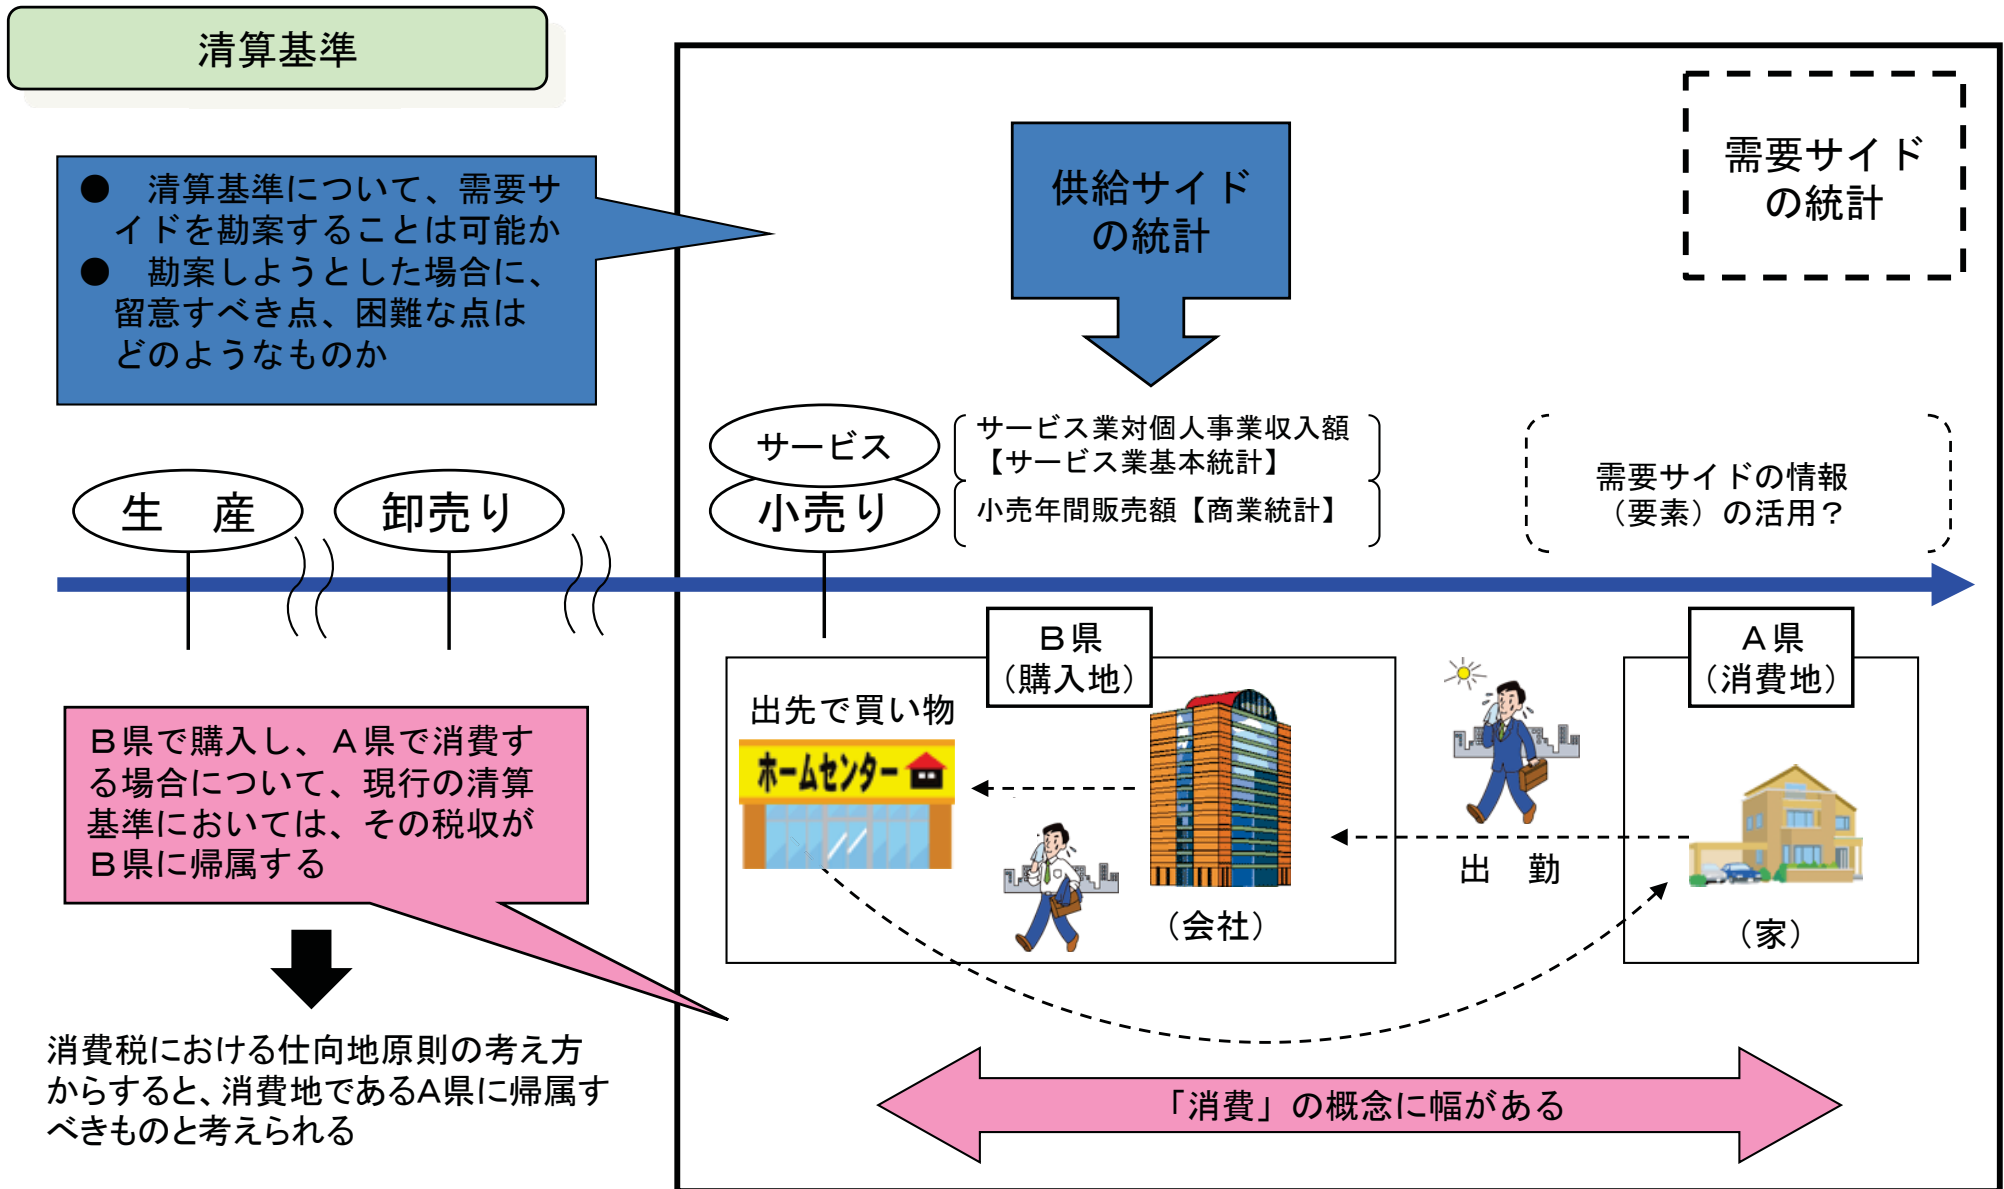 清算基準
●　清算基準について、需要サ
イドを勘案することは可能か
●　勘案しようとした場合に、
留意すべき点、困難な点は
どのようなものか
供給サイド
の統計
需要サイド
の統計
生　産
卸売り
サービス
小売り
サービス業対個人事業収入額
【サービス業基本統計】
小売年間販売額【商業統計】
需要サイドの情報
（要素）の活用？
Ｂ県
（購入地）
Ａ県
（消費地）
出先で買い物
ホームセンター
（会社）
出　勤
（家）
Ｂ県で購入し、Ａ県で消費す
る場合について、現行の清算
基準においては、その税収が
Ｂ県に帰属する
消費税における仕向地原則の考え方
からすると、消費地であるA県に帰属す
べきものと考えられる
「消費」の概念に幅がある